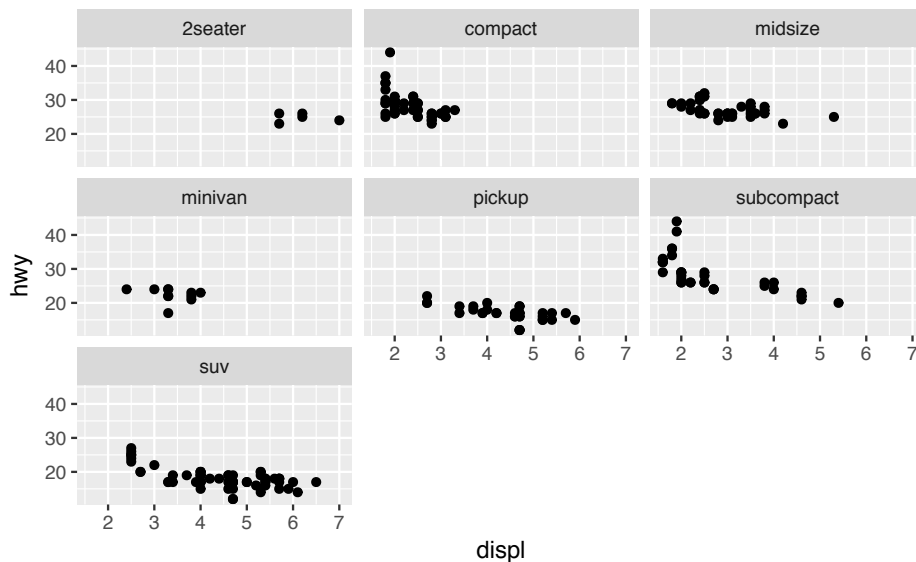 2seater compact midsize
40
30
20
minivan pickup subcompact
hwy
40
30
20
2 3 4 5 6 7 2 3 4 5 6 7
suv
40
30
20
2 3 4 5 6 7
displ